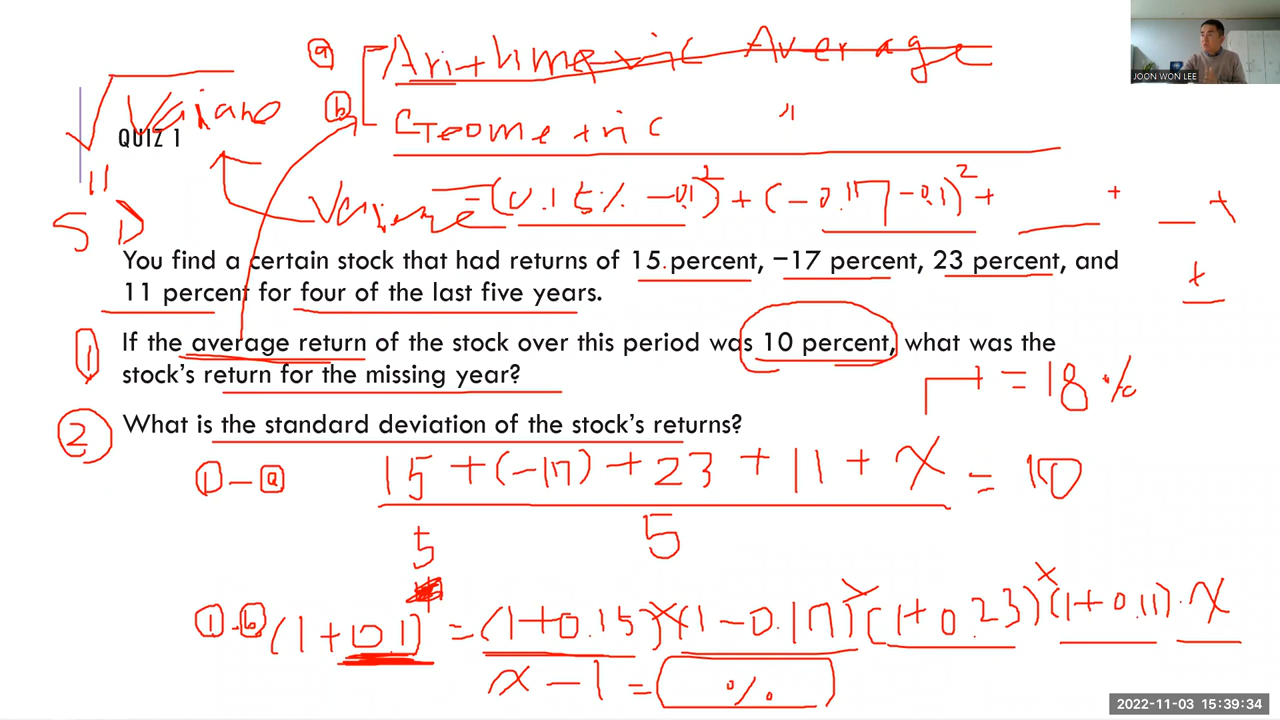 ⓐ Arithmetic Average
JOON WON LEE
ⓑ Geometric "
√Variane
QUIZ 1
"
SD
Variane = (0.15% - 0.1)² + (-0.17 - 0.1)² + ___ + __ +
+
You find a certain stock that had returns of 15 percent, −17 percent, 23 percent, and
11 percent for four of the last five years.
① If the average return of the stock over this period was 10 percent, what was the
stock's return for the missing year?
= 18 %
② What is the standard deviation of the stock's returns?
①-ⓐ 15 + (-17) + 23 + 11 + x = 10
5
5
①-ⓑ (1+0.1) = (1+0.15)×(1-0.17)×(1+0.23)×(1+0.11)·x
x - 1 = %
2022-11-03 15:39:34